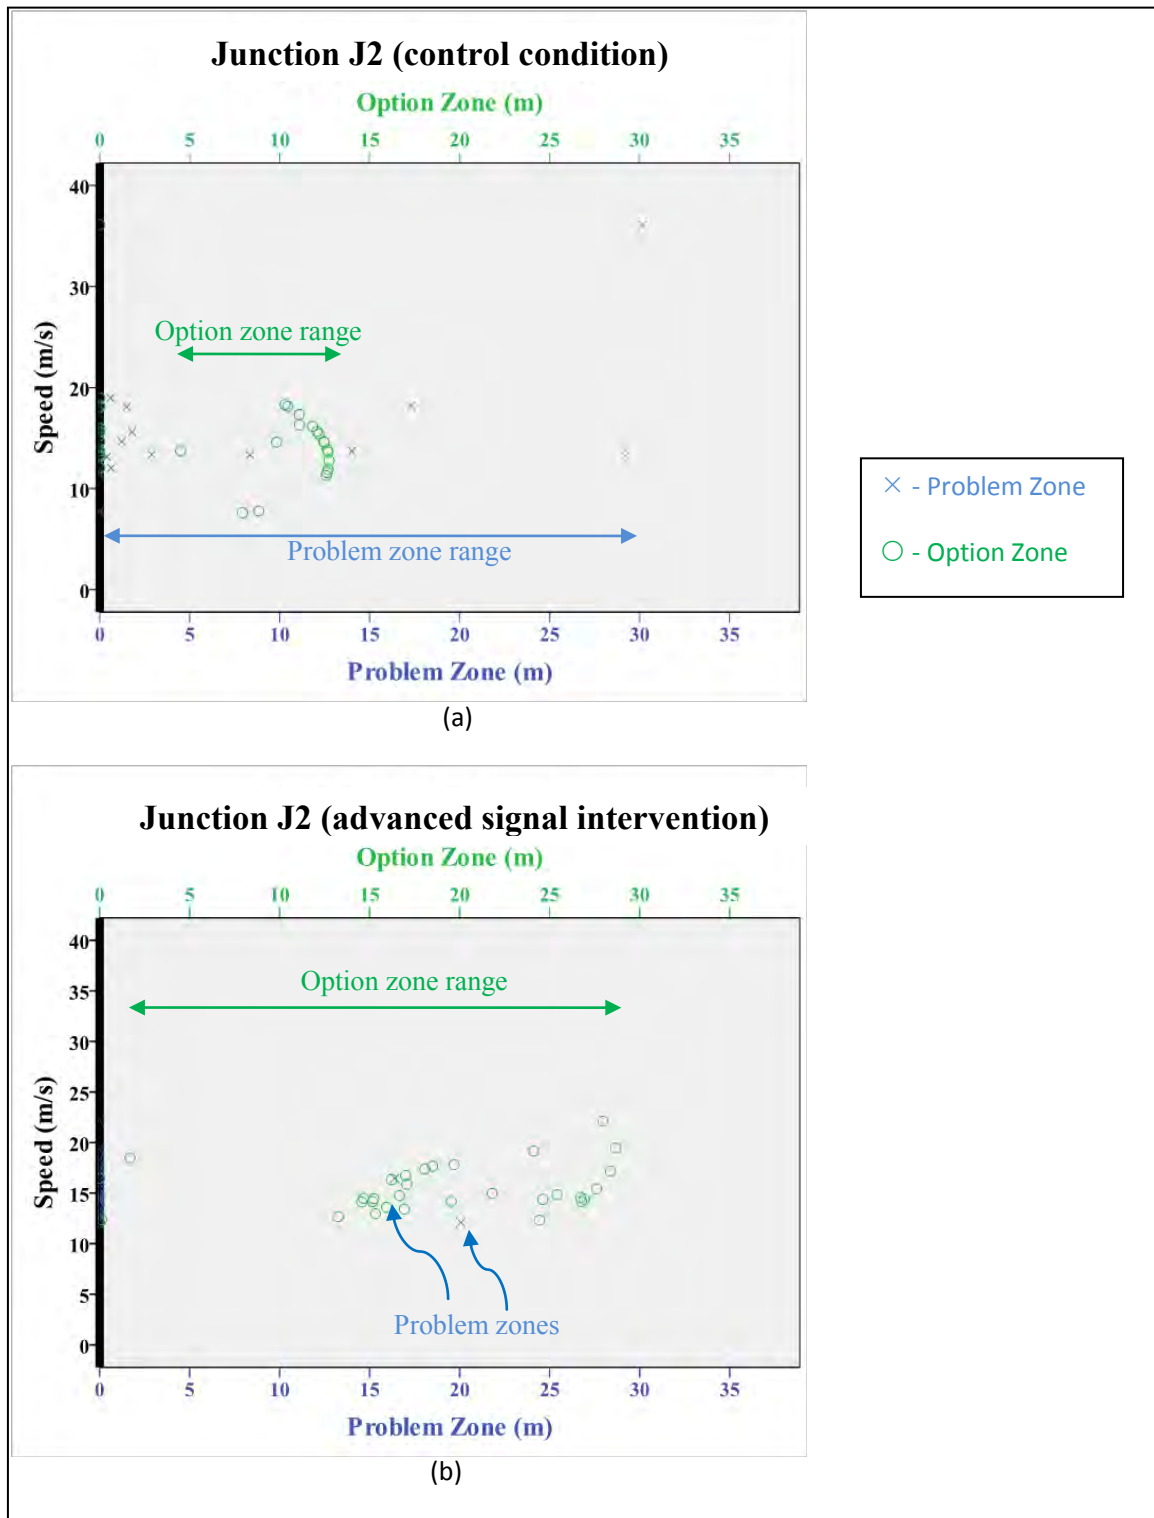 Junction J2 (control condition)
Option Zone (m)
0 5 10 15 20 25 30 35
40
30
Option zone range
20
Speed (m/s)
10
Problem zone range
0
0 5 10 15 20 25 30 35
Problem Zone (m)
(a)
× - Problem Zone
○ - Option Zone
Junction J2 (advanced signal intervention)
Option Zone (m)
0 5 10 15 20 25 30 35
40
Option zone range
35
30
25
Speed (m/s)
20
15
10
5
Problem zones
0
0 5 10 15 20 25 30 35
Problem Zone (m)
(b)